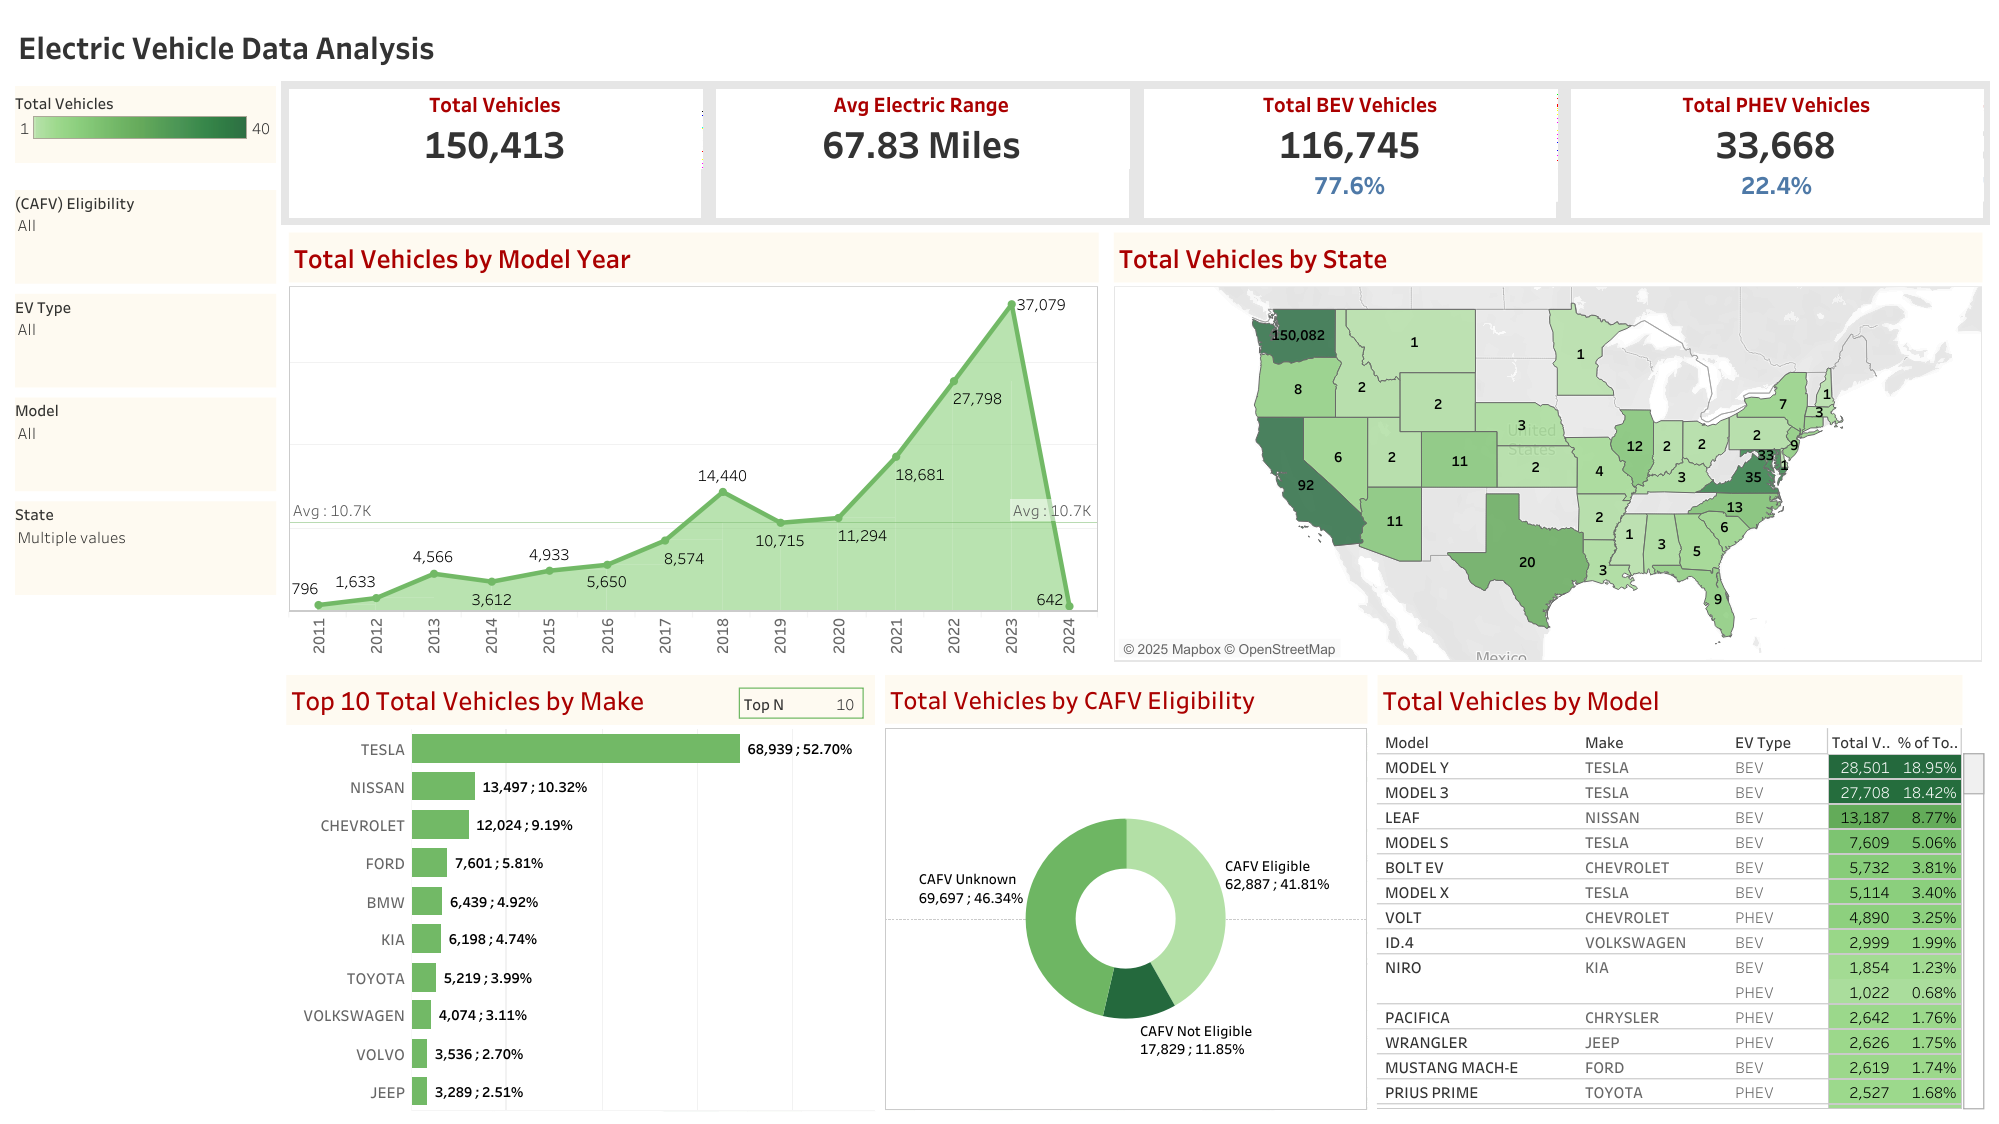 Electric Vehicle Data Analysis
Total Vehicles
1 40
(CAFV) Eligibility
All
EV Type
All
Model
All
State
Multiple values
Total Vehicles
150,413
Avg Electric Range
67.83 Miles
Total BEV Vehicles
116,745
77.6%
Total PHEV Vehicles
33,668
22.4%
Total Vehicles by Model Year
37,079
27,798
14,440
18,681
Avg : 10.7K Avg : 10.7K
10,715 11,294
4,566 4,933 8,574
796 1,633 5,650
3,612 642
2011 2012 2013 2014 2015 2016 2017 2018 2019 2020 2021 2022 2023 2024
Total Vehicles by State
150,082 1 1
8 2 2 7 1
3 3
United
States
6 2 11 2 12 2 2 2 9
92 4 3 33 1
35
11 2 13
1 3 5 6
20 3
9
© 2025 Mapbox © OpenStreetMap
Mexico
Top 10 Total Vehicles by Make
Top N 10
TESLA 68,939 ; 52.70%
NISSAN 13,497 ; 10.32%
CHEVROLET 12,024 ; 9.19%
FORD 7,601 ; 5.81%
BMW 6,439 ; 4.92%
KIA 6,198 ; 4.74%
TOYOTA 5,219 ; 3.99%
VOLKSWAGEN 4,074 ; 3.11%
VOLVO 3,536 ; 2.70%
JEEP 3,289 ; 2.51%
Total Vehicles by CAFV Eligibility
CAFV Eligible
62,887 ; 41.81%
CAFV Unknown
69,697 ; 46.34%
CAFV Not Eligible
17,829 ; 11.85%
Total Vehicles by Model
Model Make EV Type Total V.. % of To..
MODEL Y TESLA BEV 28,501 18.95%
MODEL 3 TESLA BEV 27,708 18.42%
LEAF NISSAN BEV 13,187 8.77%
MODEL S TESLA BEV 7,609 5.06%
BOLT EV CHEVROLET BEV 5,732 3.81%
MODEL X TESLA BEV 5,114 3.40%
VOLT CHEVROLET PHEV 4,890 3.25%
ID.4 VOLKSWAGEN BEV 2,999 1.99%
NIRO KIA BEV 1,854 1.23%
PHEV 1,022 0.68%
PACIFICA CHRYSLER PHEV 2,642 1.76%
WRANGLER JEEP PHEV 2,626 1.75%
MUSTANG MACH-E FORD BEV 2,619 1.74%
PRIUS PRIME TOYOTA PHEV 2,527 1.68%